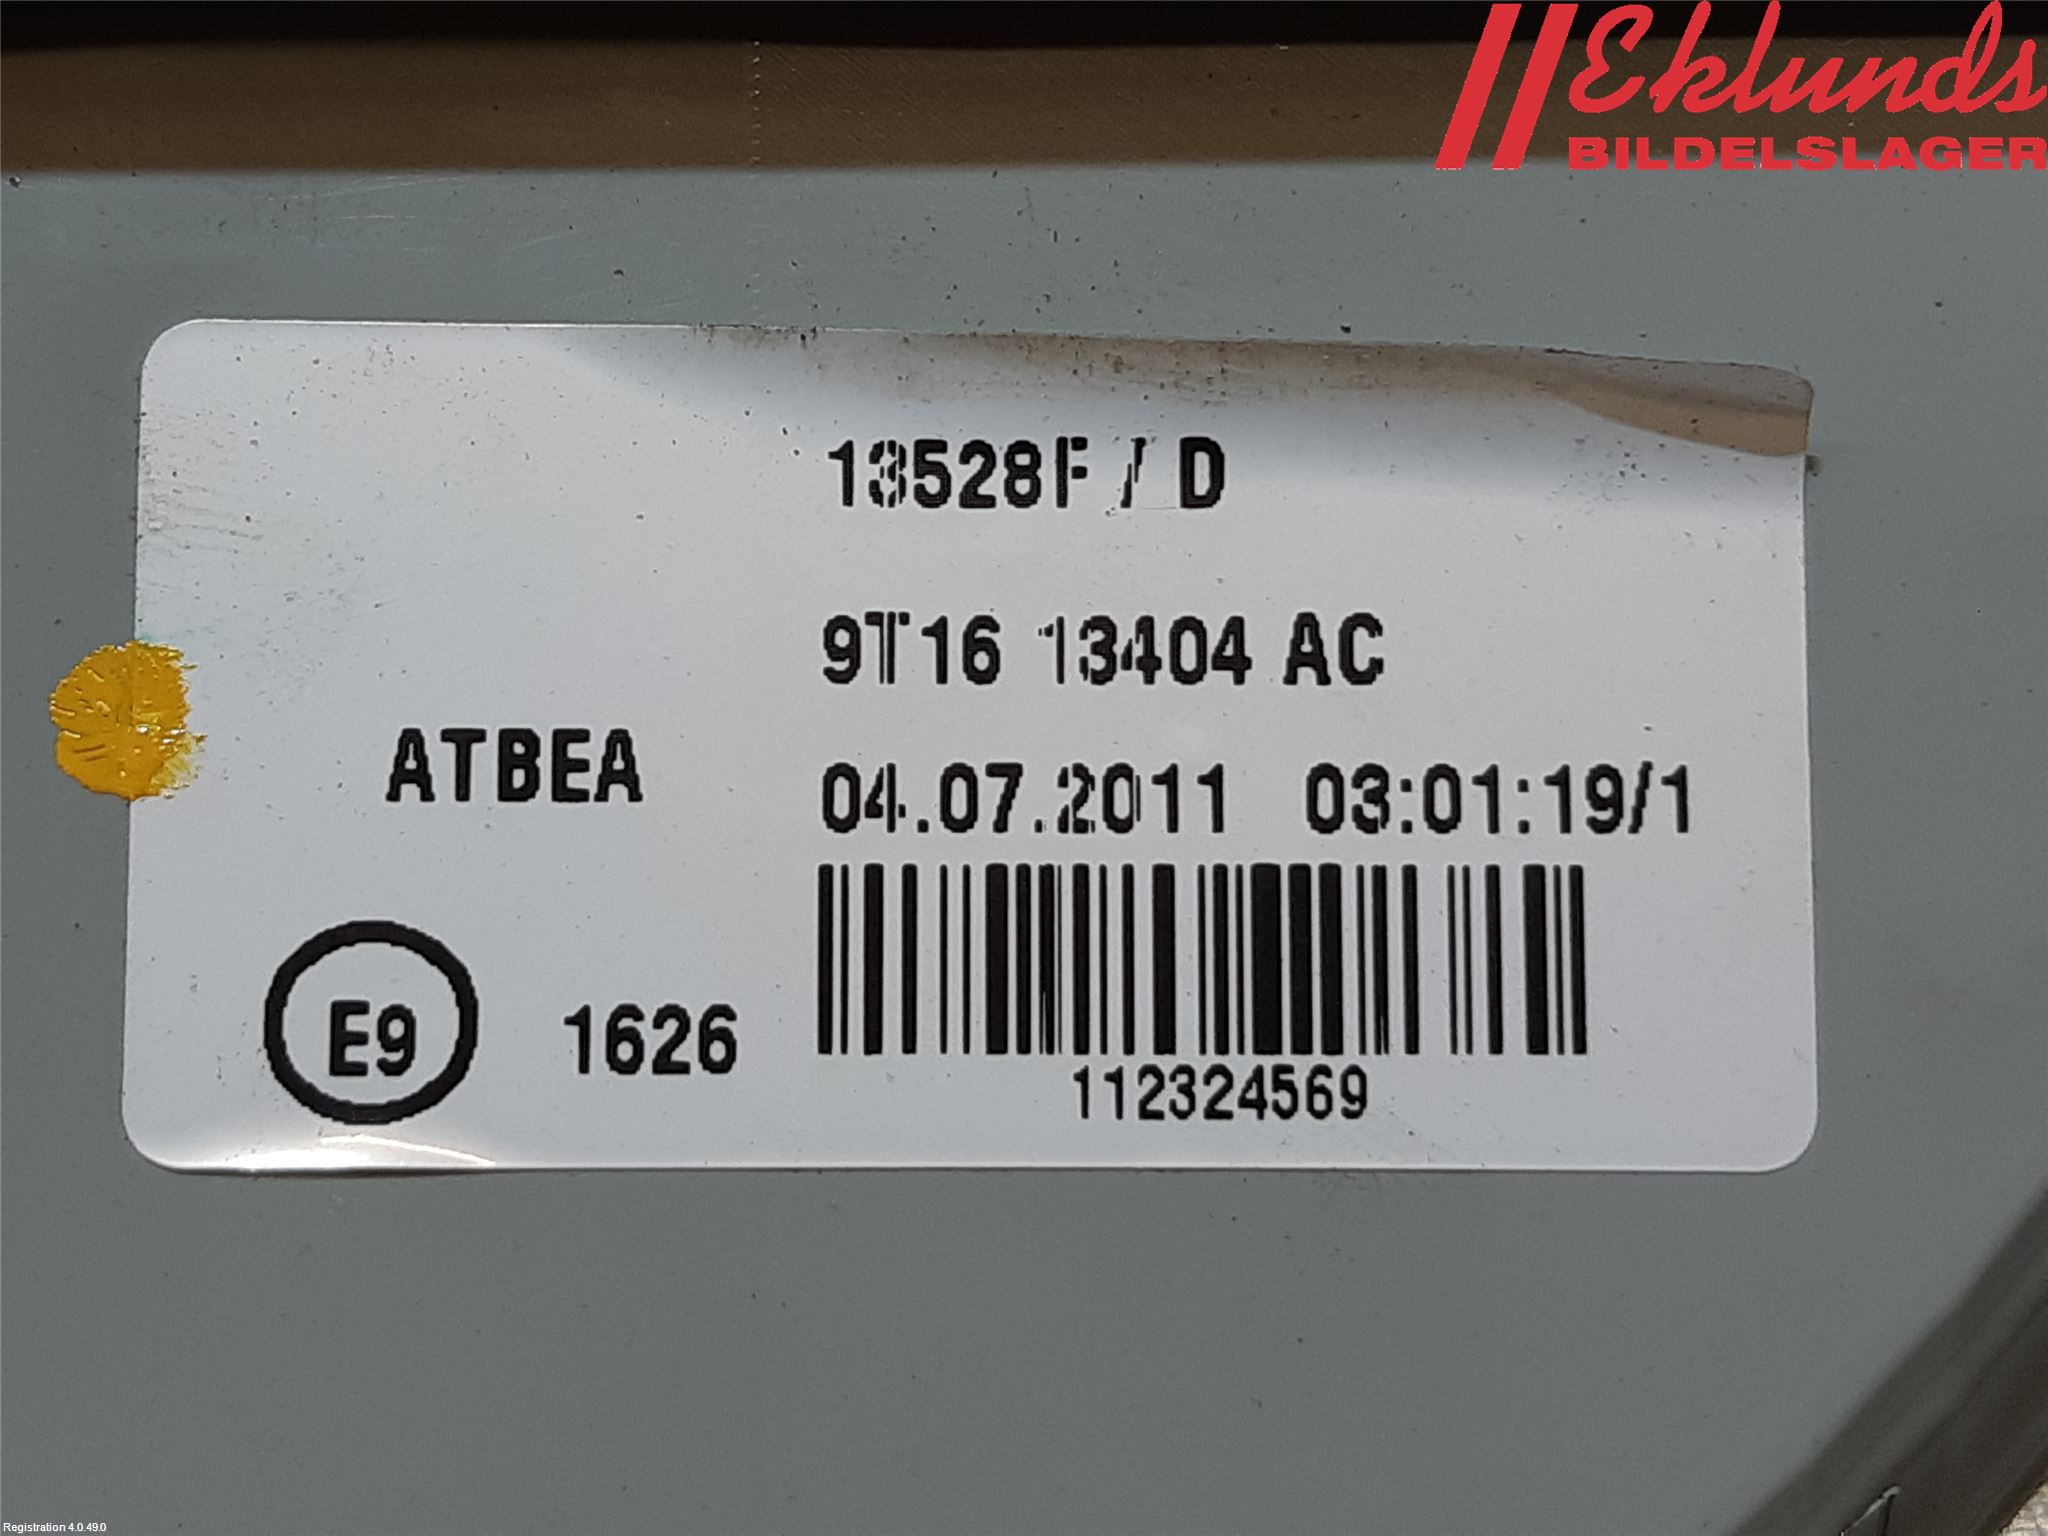 Eklunds
BILDELSLAGER
13528F / D
9T16 13404 AC
ATBEA
04.07.2011 03:01:19/1
E9
1626
112324569
Registration 4.0.49.0